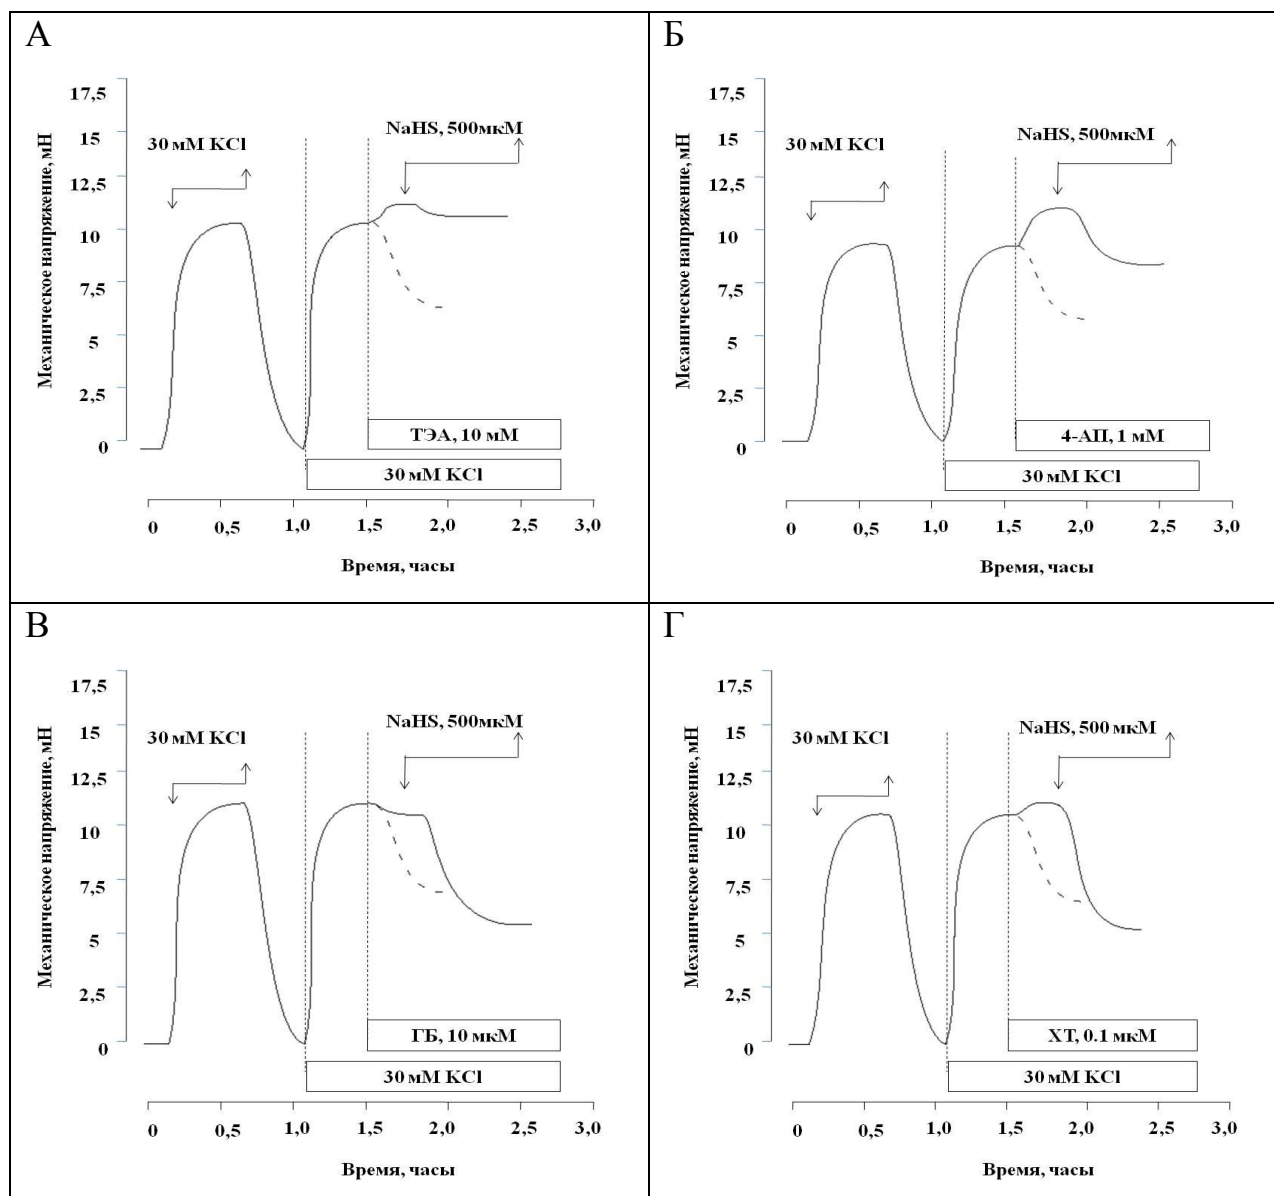 А
Механическое напряжение, мН
17,5
15
12,5
10
7,5
5
2,5
0
30 мМ KCl
NaHS, 500мкМ
ТЭА, 10 мМ
30 мМ KCl
0 0,5 1,0 1,5 2,0 2,5 3,0
Время, часы
Б
Механическое напряжение, мН
17,5
15
12,5
10
7,5
5
2,5
0
30 мМ KCl
NaHS, 500мкМ
4-АП, 1 мМ
30 мМ KCl
0 0,5 1,0 1,5 2,0 2,5 3,0
Время, часы
В
Механическое напряжение, мН
17,5
15
12,5
10
7,5
5
2,5
0
30 мМ KCl
NaHS, 500мкМ
ГБ, 10 мкМ
30 мМ KCl
0 0,5 1,0 1,5 2,0 2,5 3,0
Время, часы
Г
Механическое напряжение, мН
17,5
15
12,5
10
7,5
5
2,5
0
30 мМ KCl
NaHS, 500 мкМ
ХТ, 0.1 мкМ
30 мМ KCl
0 0,5 1,0 1,5 2,0 2,5 3,0
Время, часы